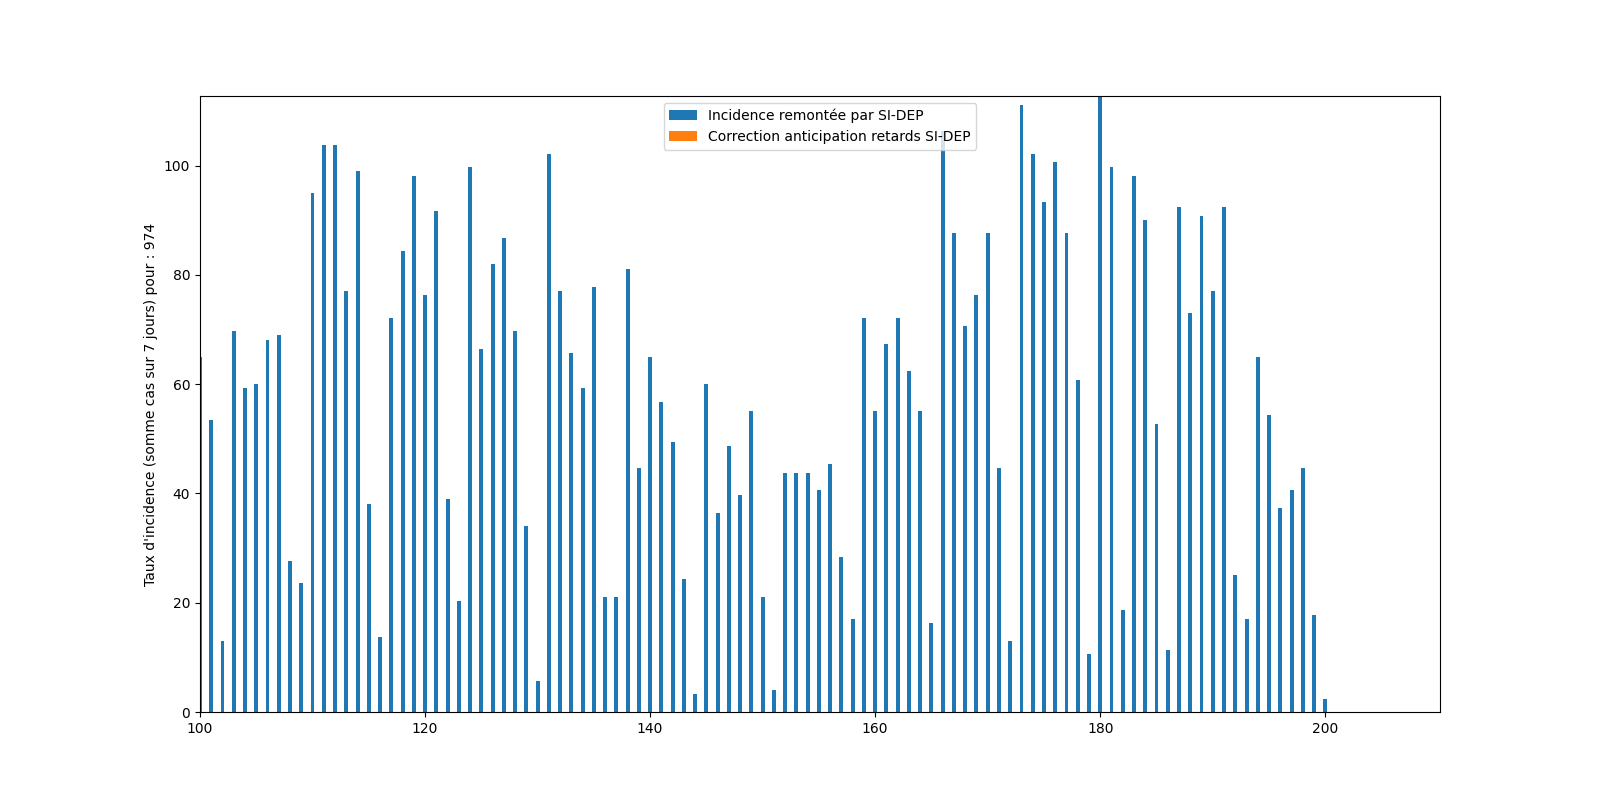 Incidence remontée par SI-DEP
Correction anticipation retards SI-DEP
Taux d'incidence (somme cas sur 7 jours) pour : 974
100
80
60
40
20
0
100 120 140 160 180 200